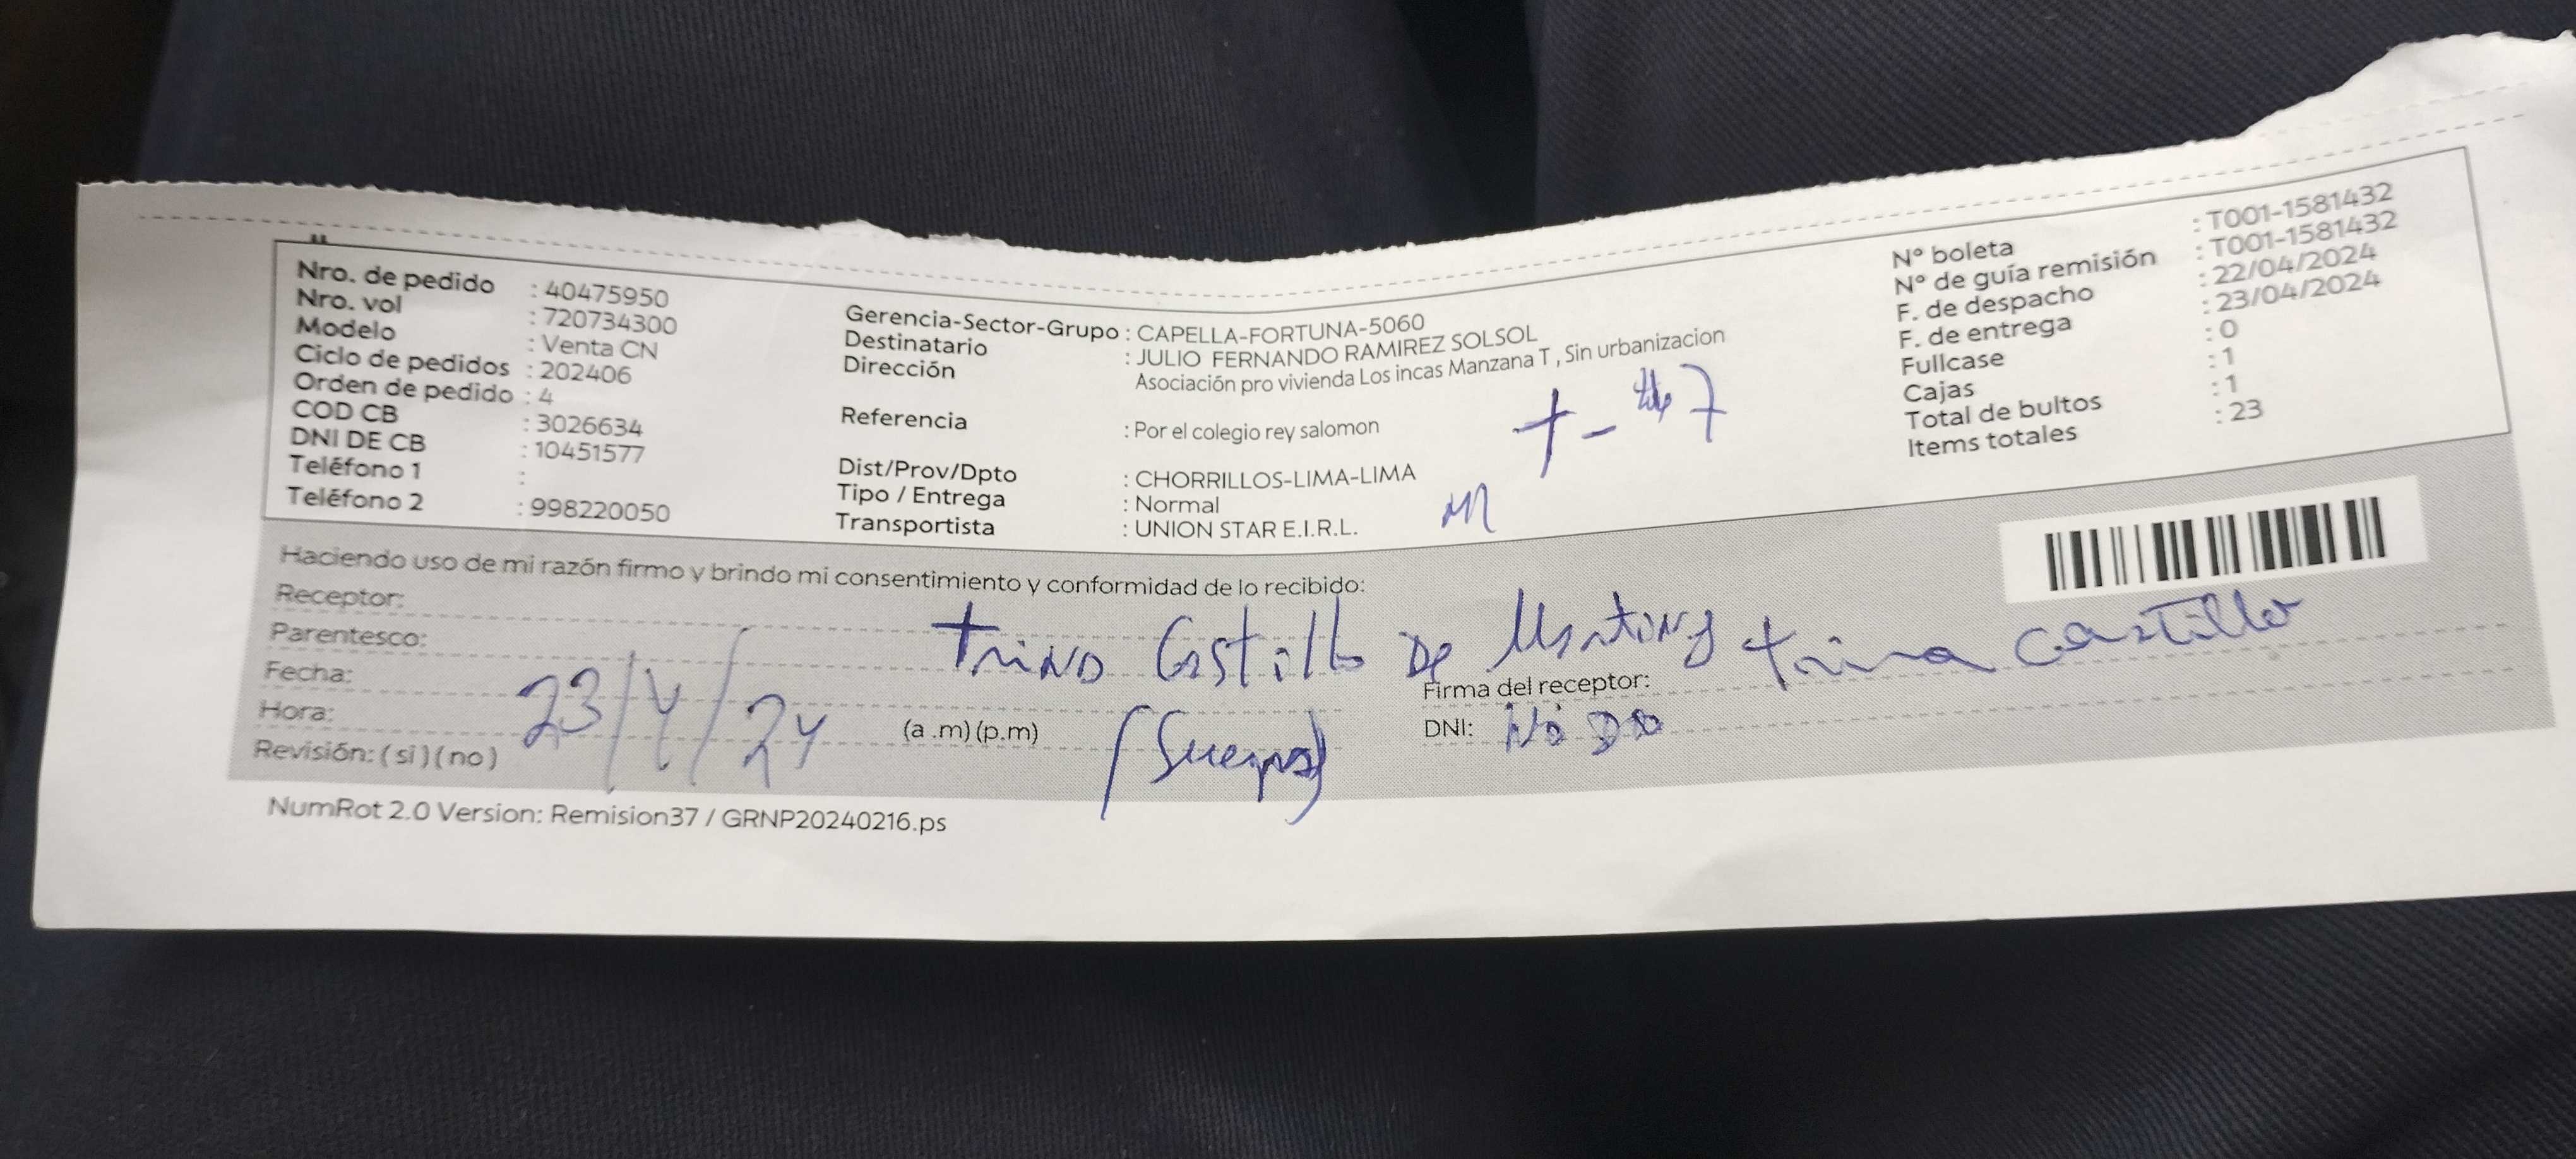 Nro. de pedido : 40475950
Nro. vol : 720734300
Modelo : Venta CN
Ciclo de pedidos : 202406
Orden de pedido : 4
COD CB : 3026634
DNI DE CB : 10451577
Teléfono 1 :
Teléfono 2 : 998220050
Gerencia-Sector-Grupo : CAPELLA-FORTUNA-5060
Destinatario : JULIO FERNANDO RAMIREZ SOLSOL
Dirección Asociación pro vivienda Los incas Manzana T , Sin urbanizacion
Referencia : Por el colegio rey salomon
Dist/Prov/Dpto : CHORRILLOS-LIMA-LIMA
Tipo / Entrega : Normal
Transportista : UNION STAR E.I.R.L.
N° boleta : T001-1581432
N° de guía remisión : T001-1581432
F. de despacho : 22/04/2024
F. de entrega : 23/04/2024
Fullcase : 0
Cajas : 1
Total de bultos : 1
Items totales : 23
Haciendo uso de mi razón firmo y brindo mi consentimiento y conformidad de lo recibido:
Receptor:
Parentesco:
Fecha: 23/4/24
Hora: (a .m) (p.m)
Revisión: ( si ) ( no )
Castillo De
(Suegra)
Firma del receptor: trina castillo
DNI: No
NumRot 2.0 Version: Remision37 / GRNP20240216.ps